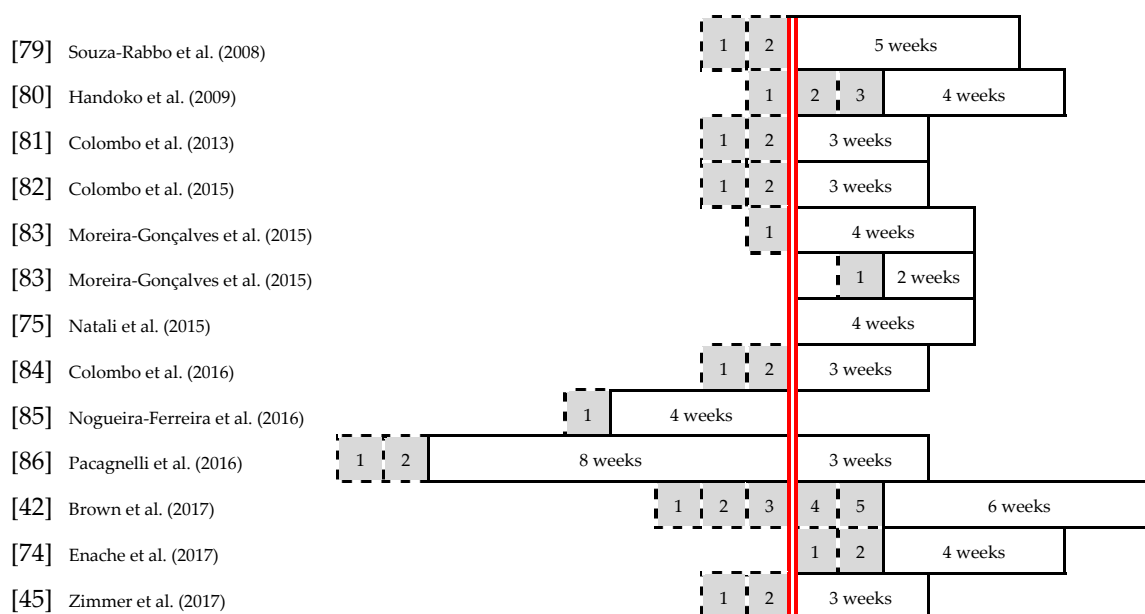 [79] Souza-Rabbo et al. (2008) 1 2 5 weeks
[80] Handoko et al. (2009) 1 2 3 4 weeks
[81] Colombo et al. (2013) 1 2 3 weeks
[82] Colombo et al. (2015) 1 2 3 weeks
[83] Moreira-Gonçalves et al. (2015) 1 4 weeks
[83] Moreira-Gonçalves et al. (2015) 1 2 weeks
[75] Natali et al. (2015) 4 weeks
[84] Colombo et al. (2016) 1 2 3 weeks
[85] Nogueira-Ferreira et al. (2016) 1 4 weeks
[86] Pacagnelli et al. (2016) 1 2 8 weeks 3 weeks
[42] Brown et al. (2017) 1 2 3 4 5 6 weeks
[74] Enache et al. (2017) 1 2 4 weeks
[45] Zimmer et al. (2017) 1 2 3 weeks